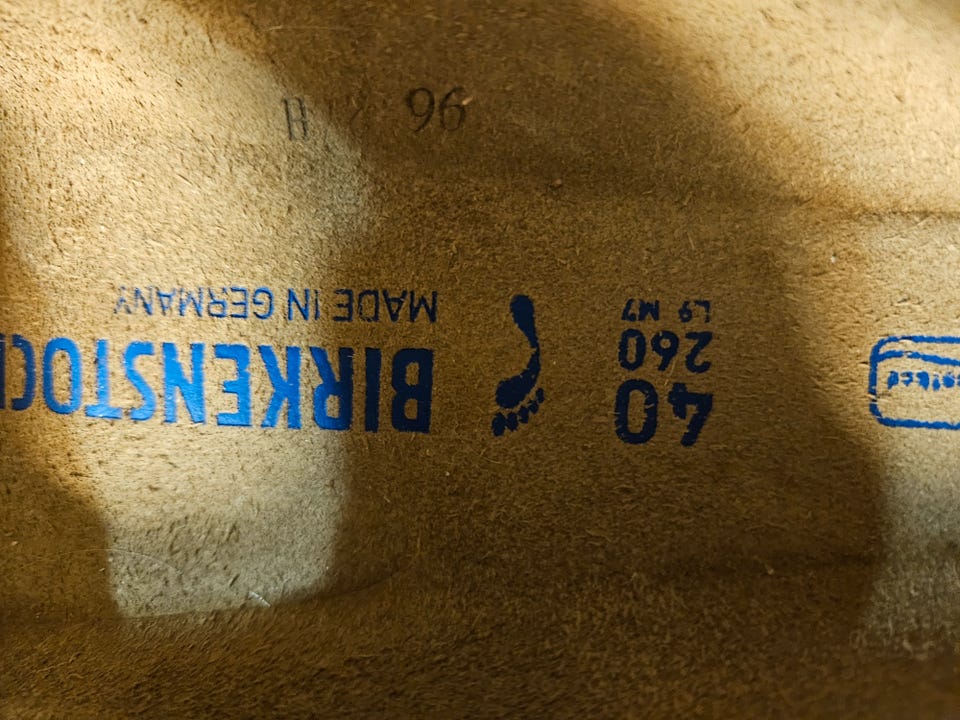 40
260
L9 M7
BIRKENSTOC
MADE IN GERMANY
96